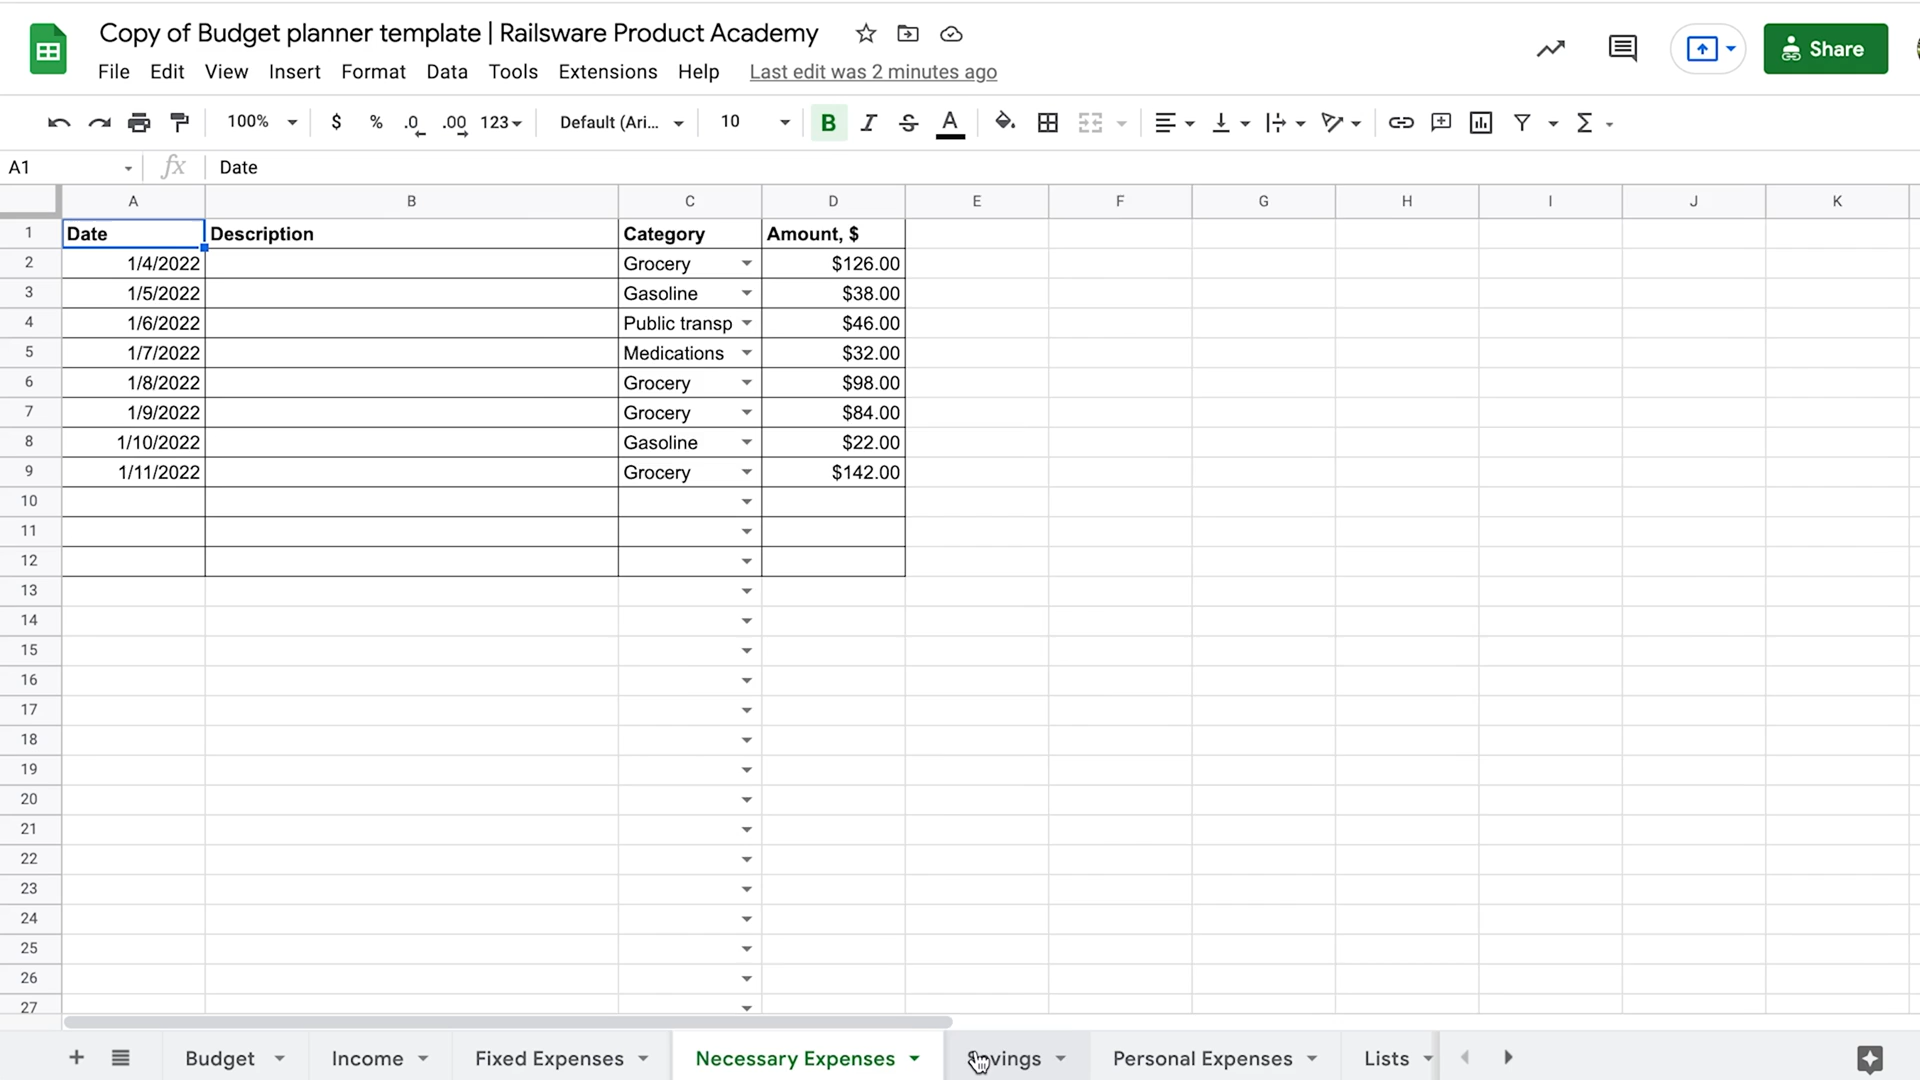 Copy of Budget planner template | Railsware Product Academy
File Edit View Insert Format Data Tools Extensions Help Last edit was 2 minutes ago
Share
100% $ % .0 .00 123 Default (Ari... 10 B I S A Σ
A1 fx Date
A B C D E F G H I J K
1 Date Description Category Amount, $
2 1/4/2022 Grocery $126.00
3 1/5/2022 Gasoline $38.00
4 1/6/2022 Public transp $46.00
5 1/7/2022 Medications $32.00
6 1/8/2022 Grocery $98.00
7 1/9/2022 Grocery $84.00
8 1/10/2022 Gasoline $22.00
9 1/11/2022 Grocery $142.00
10
11
12
13
14
15
16
17
18
19
20
21
22
23
24
25
26
27
Budget Income Fixed Expenses Necessary Expenses Savings Personal Expenses Lists